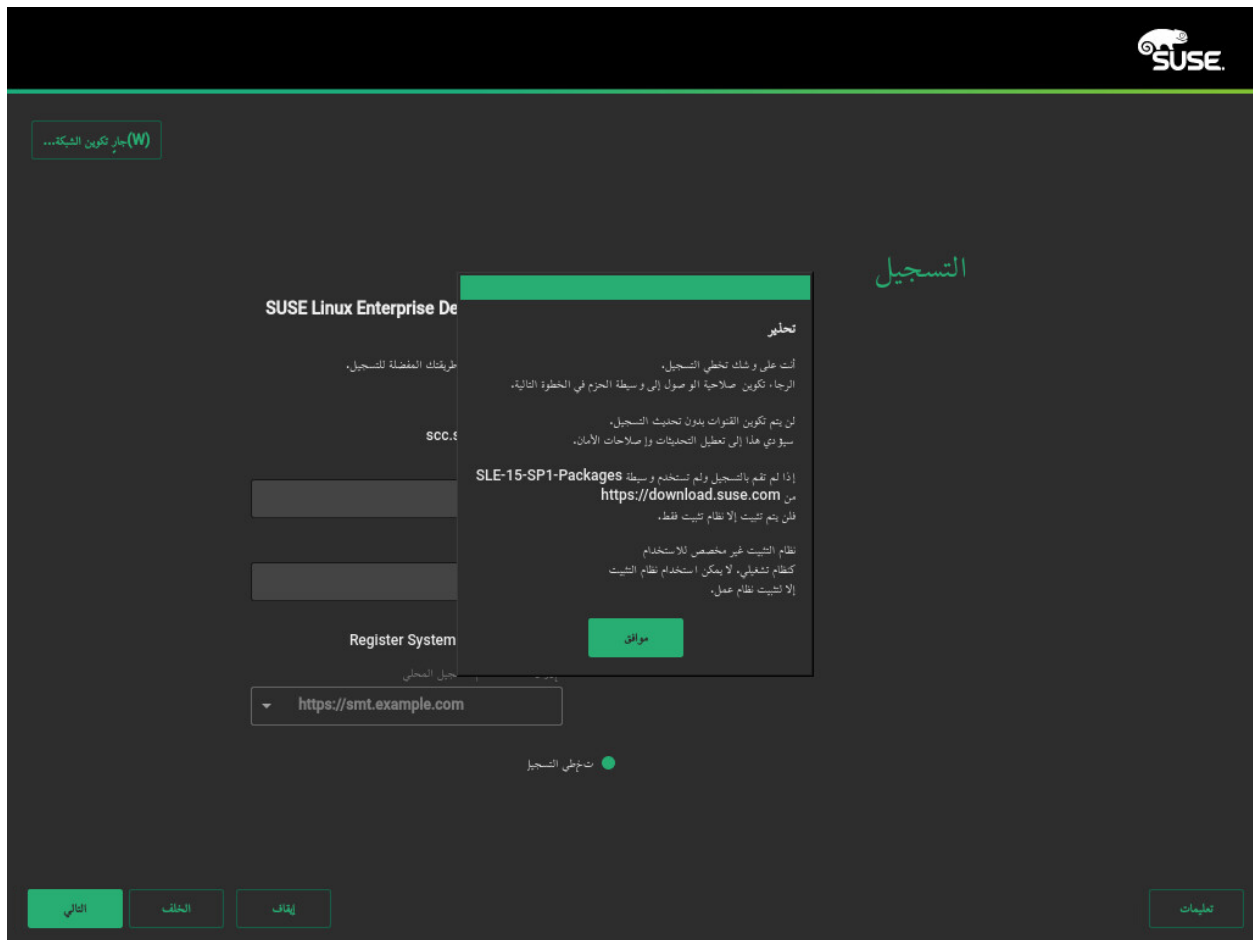 SUSE.
(W)جارٍ تكوين الشبكة...
التسجيل
SUSE Linux Enterprise De
طريقتك المفضلة للتسجيل.
scc.s
تحذير
أنت على وشك تخطي التسجيل.
الرجاء تكوين صلاحية الوصول إلى وسيطة الحزم في الخطوة التالية.
لن يتم تكوين القنوات بدون تحديث التسجيل.
سيؤدي هذا إلى تعطيل التحديثات وإصلاحات الأمان.
إذا لم تقم بالتسجيل ولم تستخدم وسيطة SLE-15-SP1-Packages
من https://download.suse.com
فلن يتم تثبيت إلا نظام تثبيت فقط.
نظام التثبيت غير مخصص للاستخدام
كنظام تشغيلي. لا يمكن استخدام نظام التثبيت
إلا لتثبيت نظام عمل.
موافق
Register System
المحلي
https://smt.example.com
تخطي التسجيل
التالي
الخلف
إيقاف
تعليمات